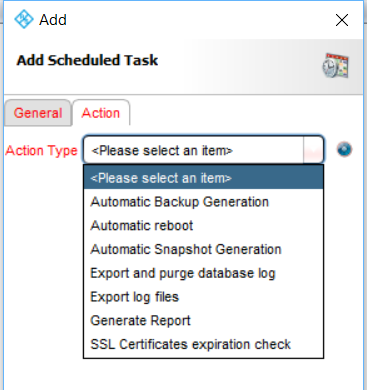 Add
Add Scheduled Task
General Action
Action Type <Please select an item>
<Please select an item>
Automatic Backup Generation
Automatic reboot
Automatic Snapshot Generation
Export and purge database log
Export log files
Generate Report
SSL Certificates expiration check